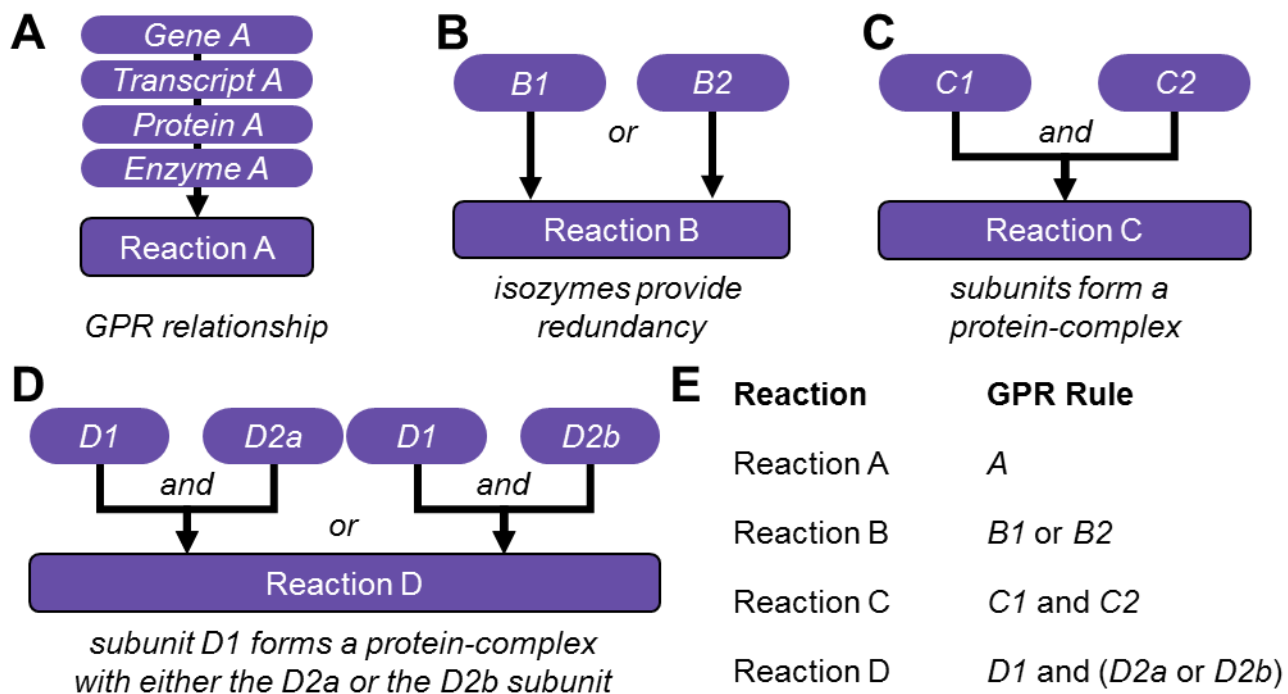 A
Gene A
Transcript A
Protein A
Enzyme A
Reaction A
GPR relationship
B
B1
B2
or
Reaction B
isozymes provide
redundancy
C
C1
C2
and
Reaction C
subunits form a
protein-complex
D
D1
D2a
D1
D2b
and
and
or
Reaction D
subunit D1 forms a protein-complex
with either the D2a or the D2b subunit
E
Reaction GPR Rule
Reaction A A
Reaction B B1 or B2
Reaction C C1 and C2
Reaction D D1 and (D2a or D2b)